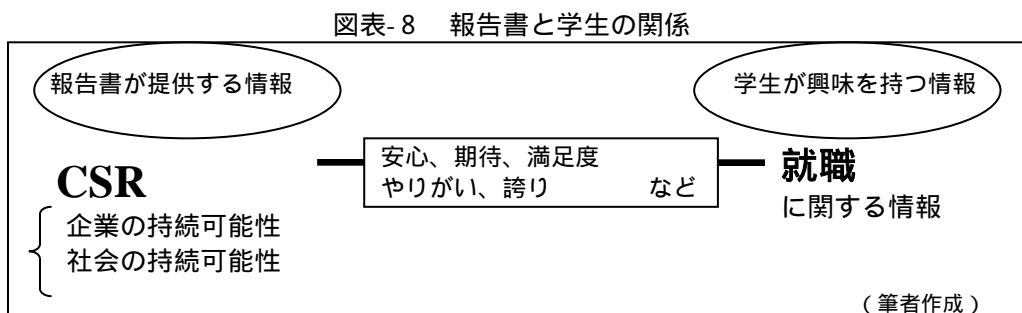 図表-8 報告書と学生の関係
報告書が提供する情報
学生が興味を持つ情報
安心、期待、満足度
やりがい、誇り など
CSR
企業の持続可能性
社会の持続可能性
就職
に関する情報
（筆者作成）